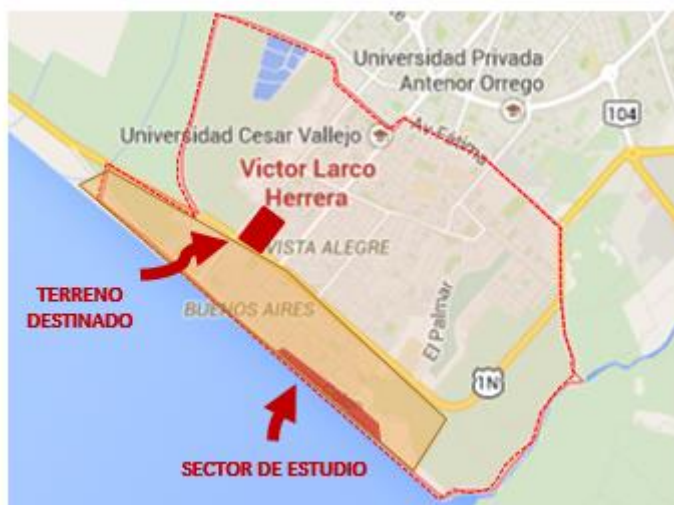 Universidad Privada
Antenor Orrego
104
Universidad Cesar Vallejo
Av. Fátima
Victor Larco
Herrera
VISTA ALEGRE
TERRENO
DESTINADO
BUENOS AIRES
El Palmar
1N
SECTOR DE ESTUDIO